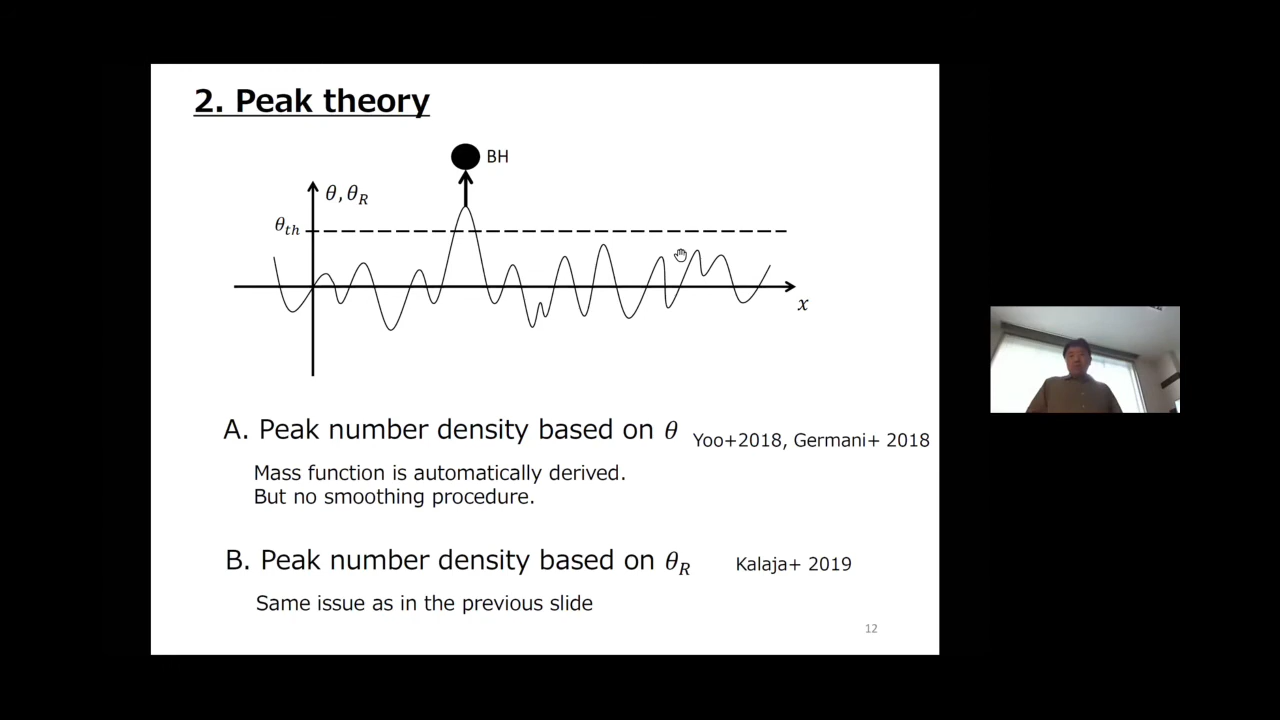 2. Peak theory
BH
θ, θ_R
θ_th
x
A. Peak number density based on θ Yoo+2018, Germani+ 2018
Mass function is automatically derived.
But no smoothing procedure.
B. Peak number density based on θ_R Kalaja+ 2019
Same issue as in the previous slide
12